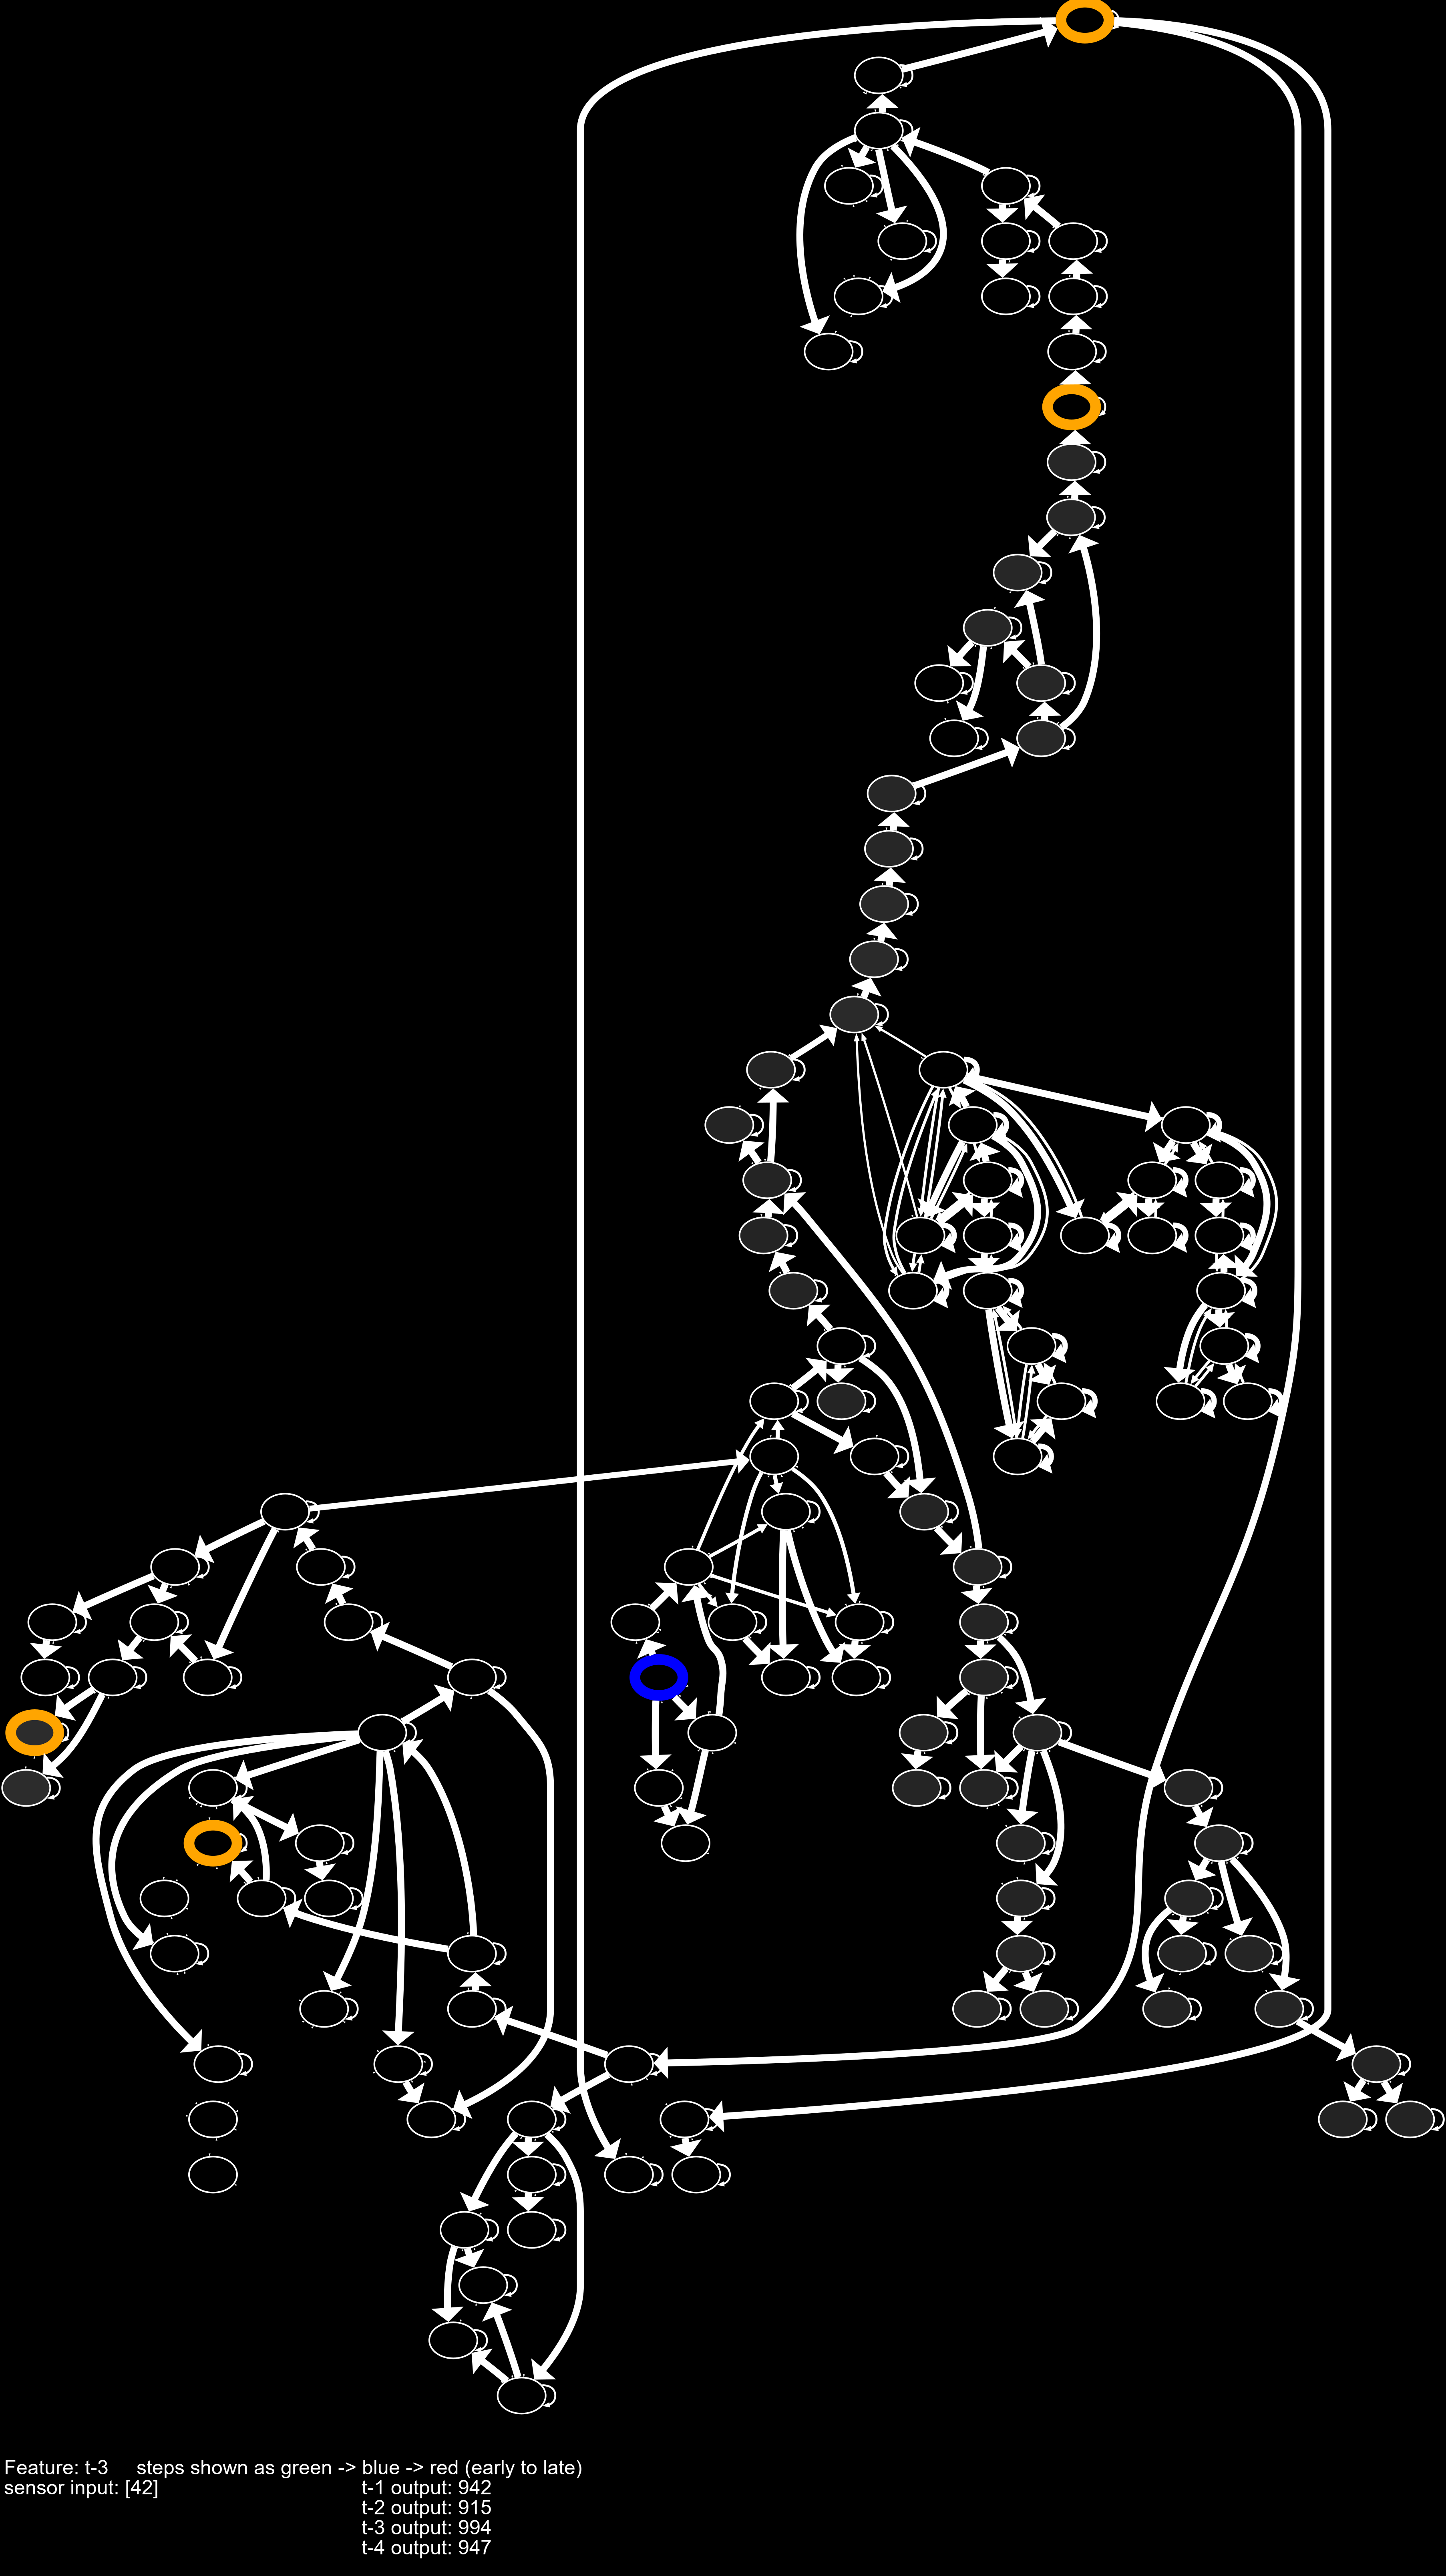 Feature: t-3 steps shown as green -> blue -> red (early to late)
sensor input: [42] t-1 output: 942
t-2 output: 915
t-3 output: 994
t-4 output: 947